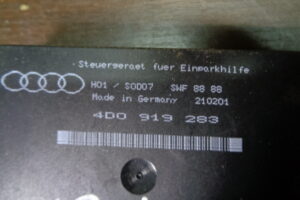 Steuergeraet fuer Einparkhilfe
H01 / S0D07 SWF 88 88
Made in Germany 210201
4D0 919 283